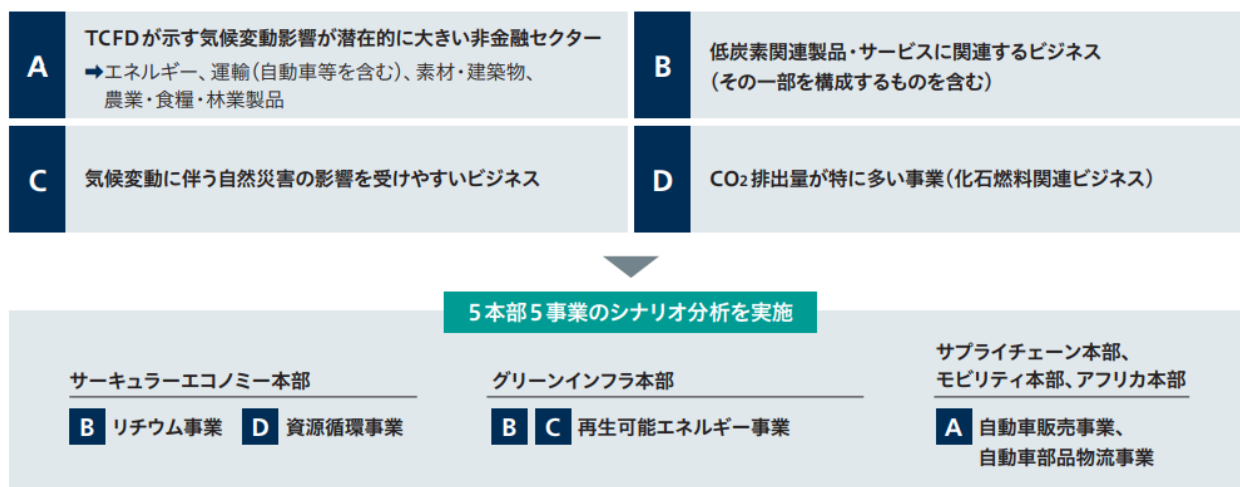 A
TCFDが示す気候変動影響が潜在的に大きい非金融セクター
➡エネルギー、運輸(自動車等を含む)、素材・建築物、
農業・食糧・林業製品
B
低炭素関連製品・サービスに関連するビジネス
(その一部を構成するものを含む)
C
気候変動に伴う自然災害の影響を受けやすいビジネス
D
CO2排出量が特に多い事業(化石燃料関連ビジネス)
5本部5事業のシナリオ分析を実施
サーキュラーエコノミー本部
B リチウム事業 D 資源循環事業
グリーンインフラ本部
B C 再生可能エネルギー事業
サプライチェーン本部、
モビリティ本部、アフリカ本部
A 自動車販売事業、
自動車部品物流事業